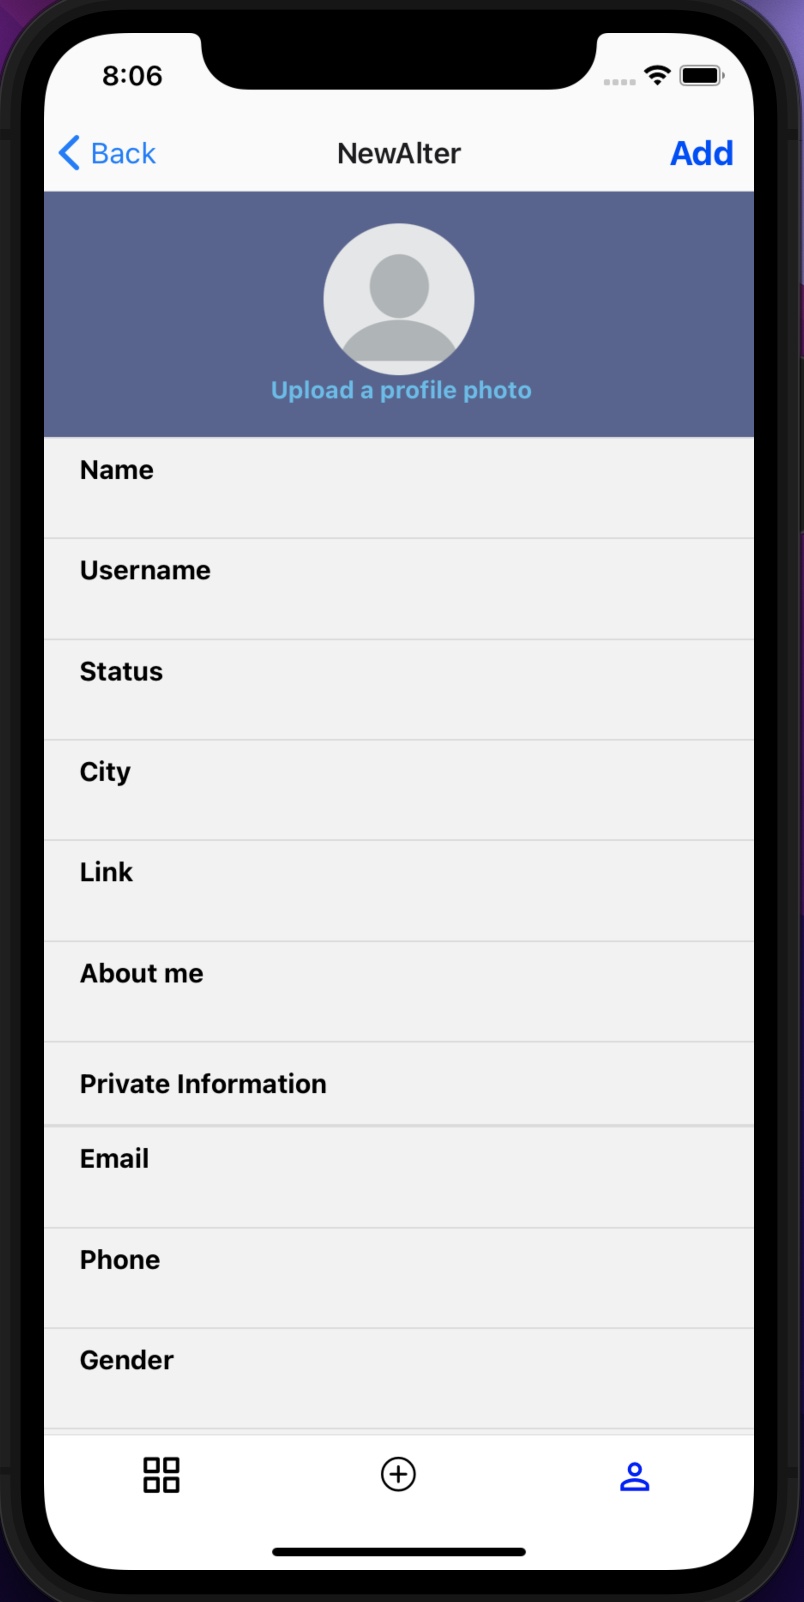 8:06
Back NewAlter Add
Upload a profile photo
Name
Username
Status
City
Link
About me
Private Information
Email
Phone
Gender